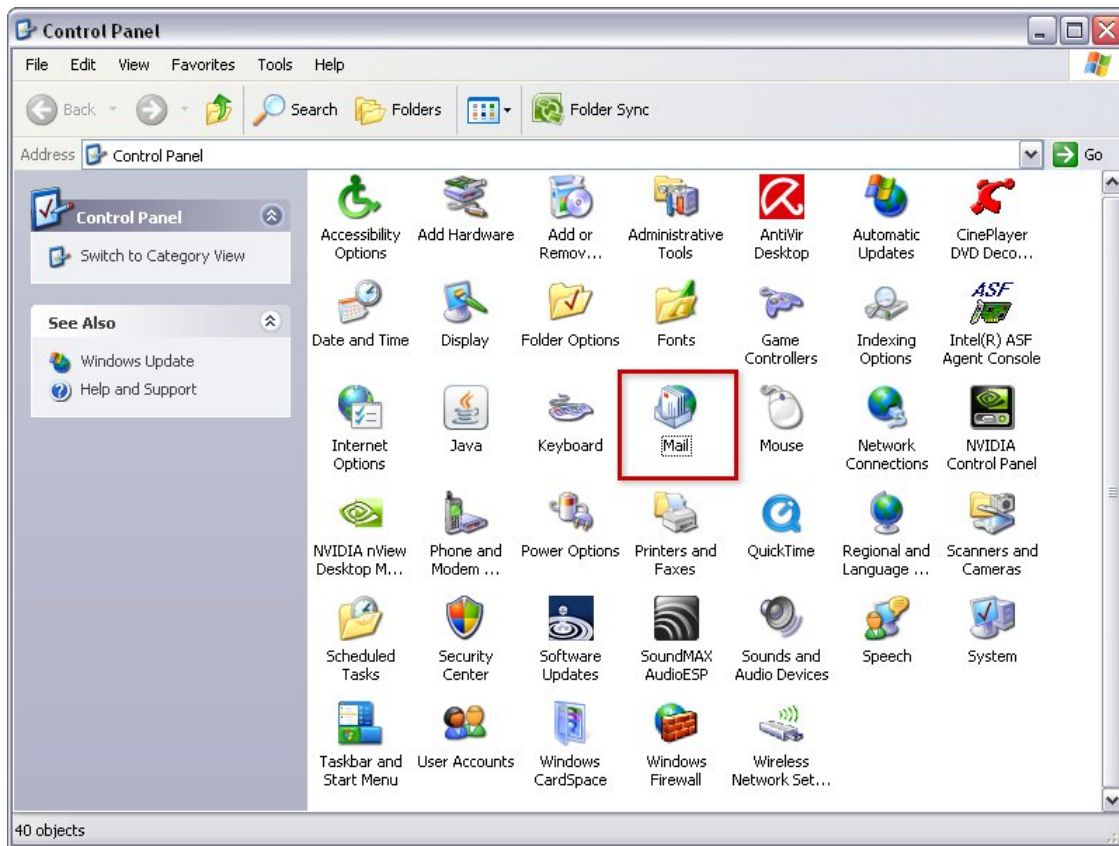 Control Panel
File Edit View Favorites Tools Help
Back Search Folders Folder Sync
Address Control Panel Go
Control Panel
Switch to Category View
See Also
Windows Update
Help and Support
Accessibility Options
Add Hardware
Add or Remov...
Administrative Tools
AntiVir Desktop
Automatic Updates
CinePlayer DVD Deco...
Date and Time
Display
Folder Options
Fonts
Game Controllers
Indexing Options
ASF
Intel(R) ASF Agent Console
Internet Options
Java
Keyboard
Mail
Mouse
Network Connections
NVIDIA Control Panel
NVIDIA nView Desktop M...
Phone and Modem ...
Power Options
Printers and Faxes
QuickTime
Regional and Language ...
Scanners and Cameras
Scheduled Tasks
Security Center
Software Updates
SoundMAX AudioESP
Sounds and Audio Devices
Speech
System
Taskbar and Start Menu
User Accounts
Windows CardSpace
Windows Firewall
Wireless Network Set...
40 objects